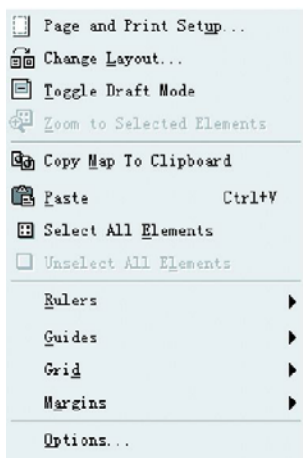 Page and Print Setup...
Change Layout...
Toggle Draft Mode
Zoom to Selected Elements
Copy Map To Clipboard
Paste Ctrl+V
Select All Elements
Unselect All Elements
Rulers
Guides
Grid
Margins
Options...